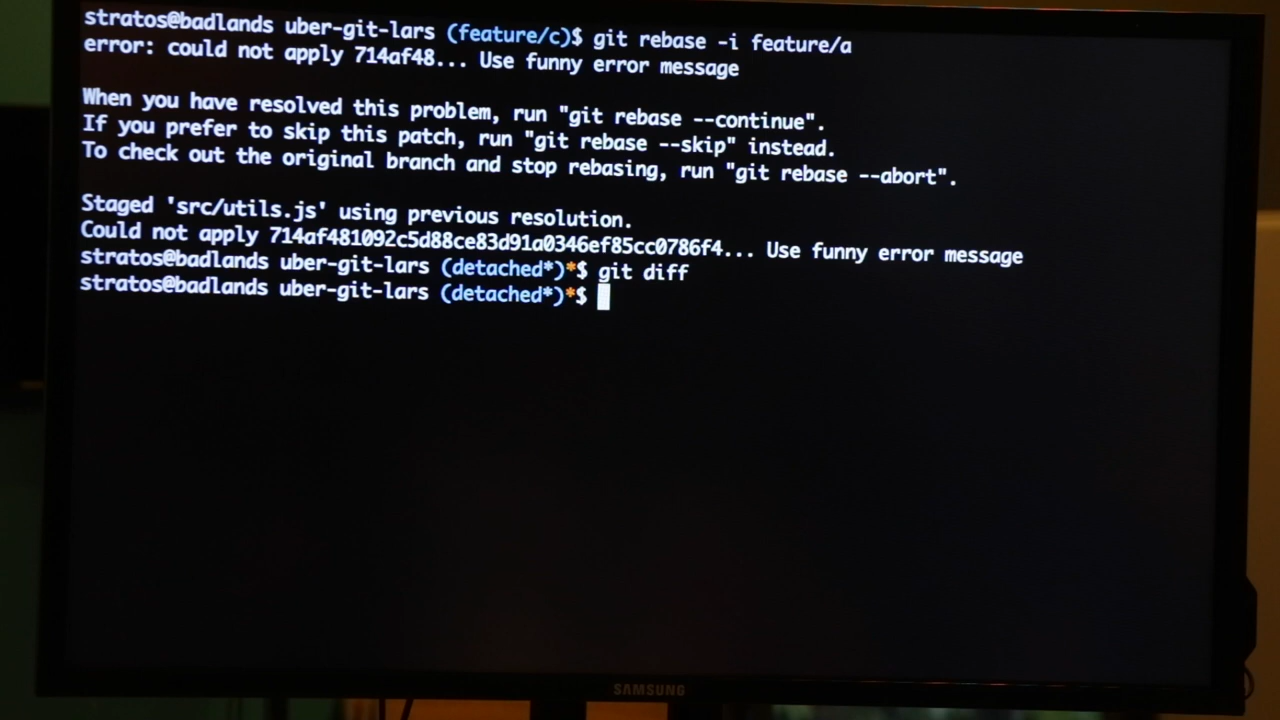 stratos@badlands uber-git-lars (feature/c)$ git rebase -i feature/a
error: could not apply 714af48... Use funny error message
When you have resolved this problem, run "git rebase --continue".
If you prefer to skip this patch, run "git rebase --skip" instead.
To check out the original branch and stop rebasing, run "git rebase --abort".
Staged 'src/utils.js' using previous resolution.
Could not apply 714af481092c5d88ce83d91a0346ef85cc0786f4... Use funny error message
stratos@badlands uber-git-lars (detached*)*$ git diff
stratos@badlands uber-git-lars (detached*)*$
SAMSUNG